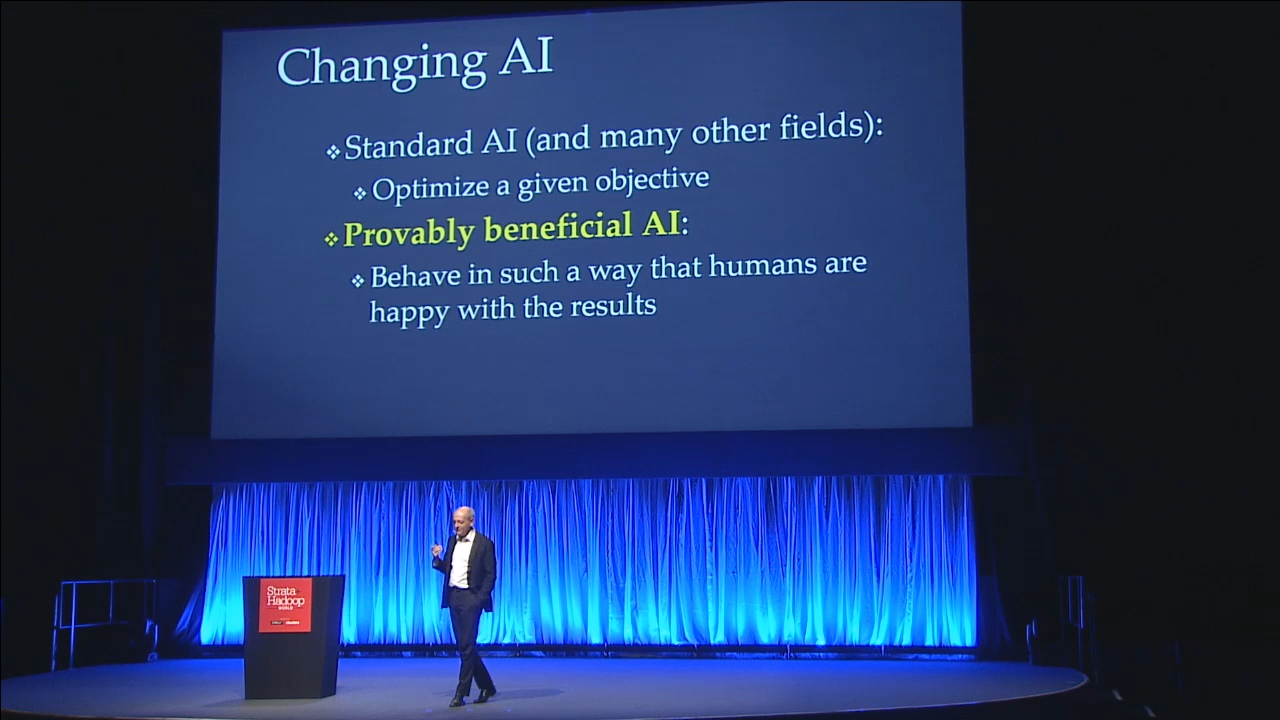 Changing AI
❖Standard AI (and many other fields):
❖Optimize a given objective
❖Provably beneficial AI:
❖Behave in such a way that humans are
happy with the results
Strata
Hadoop
WORLD